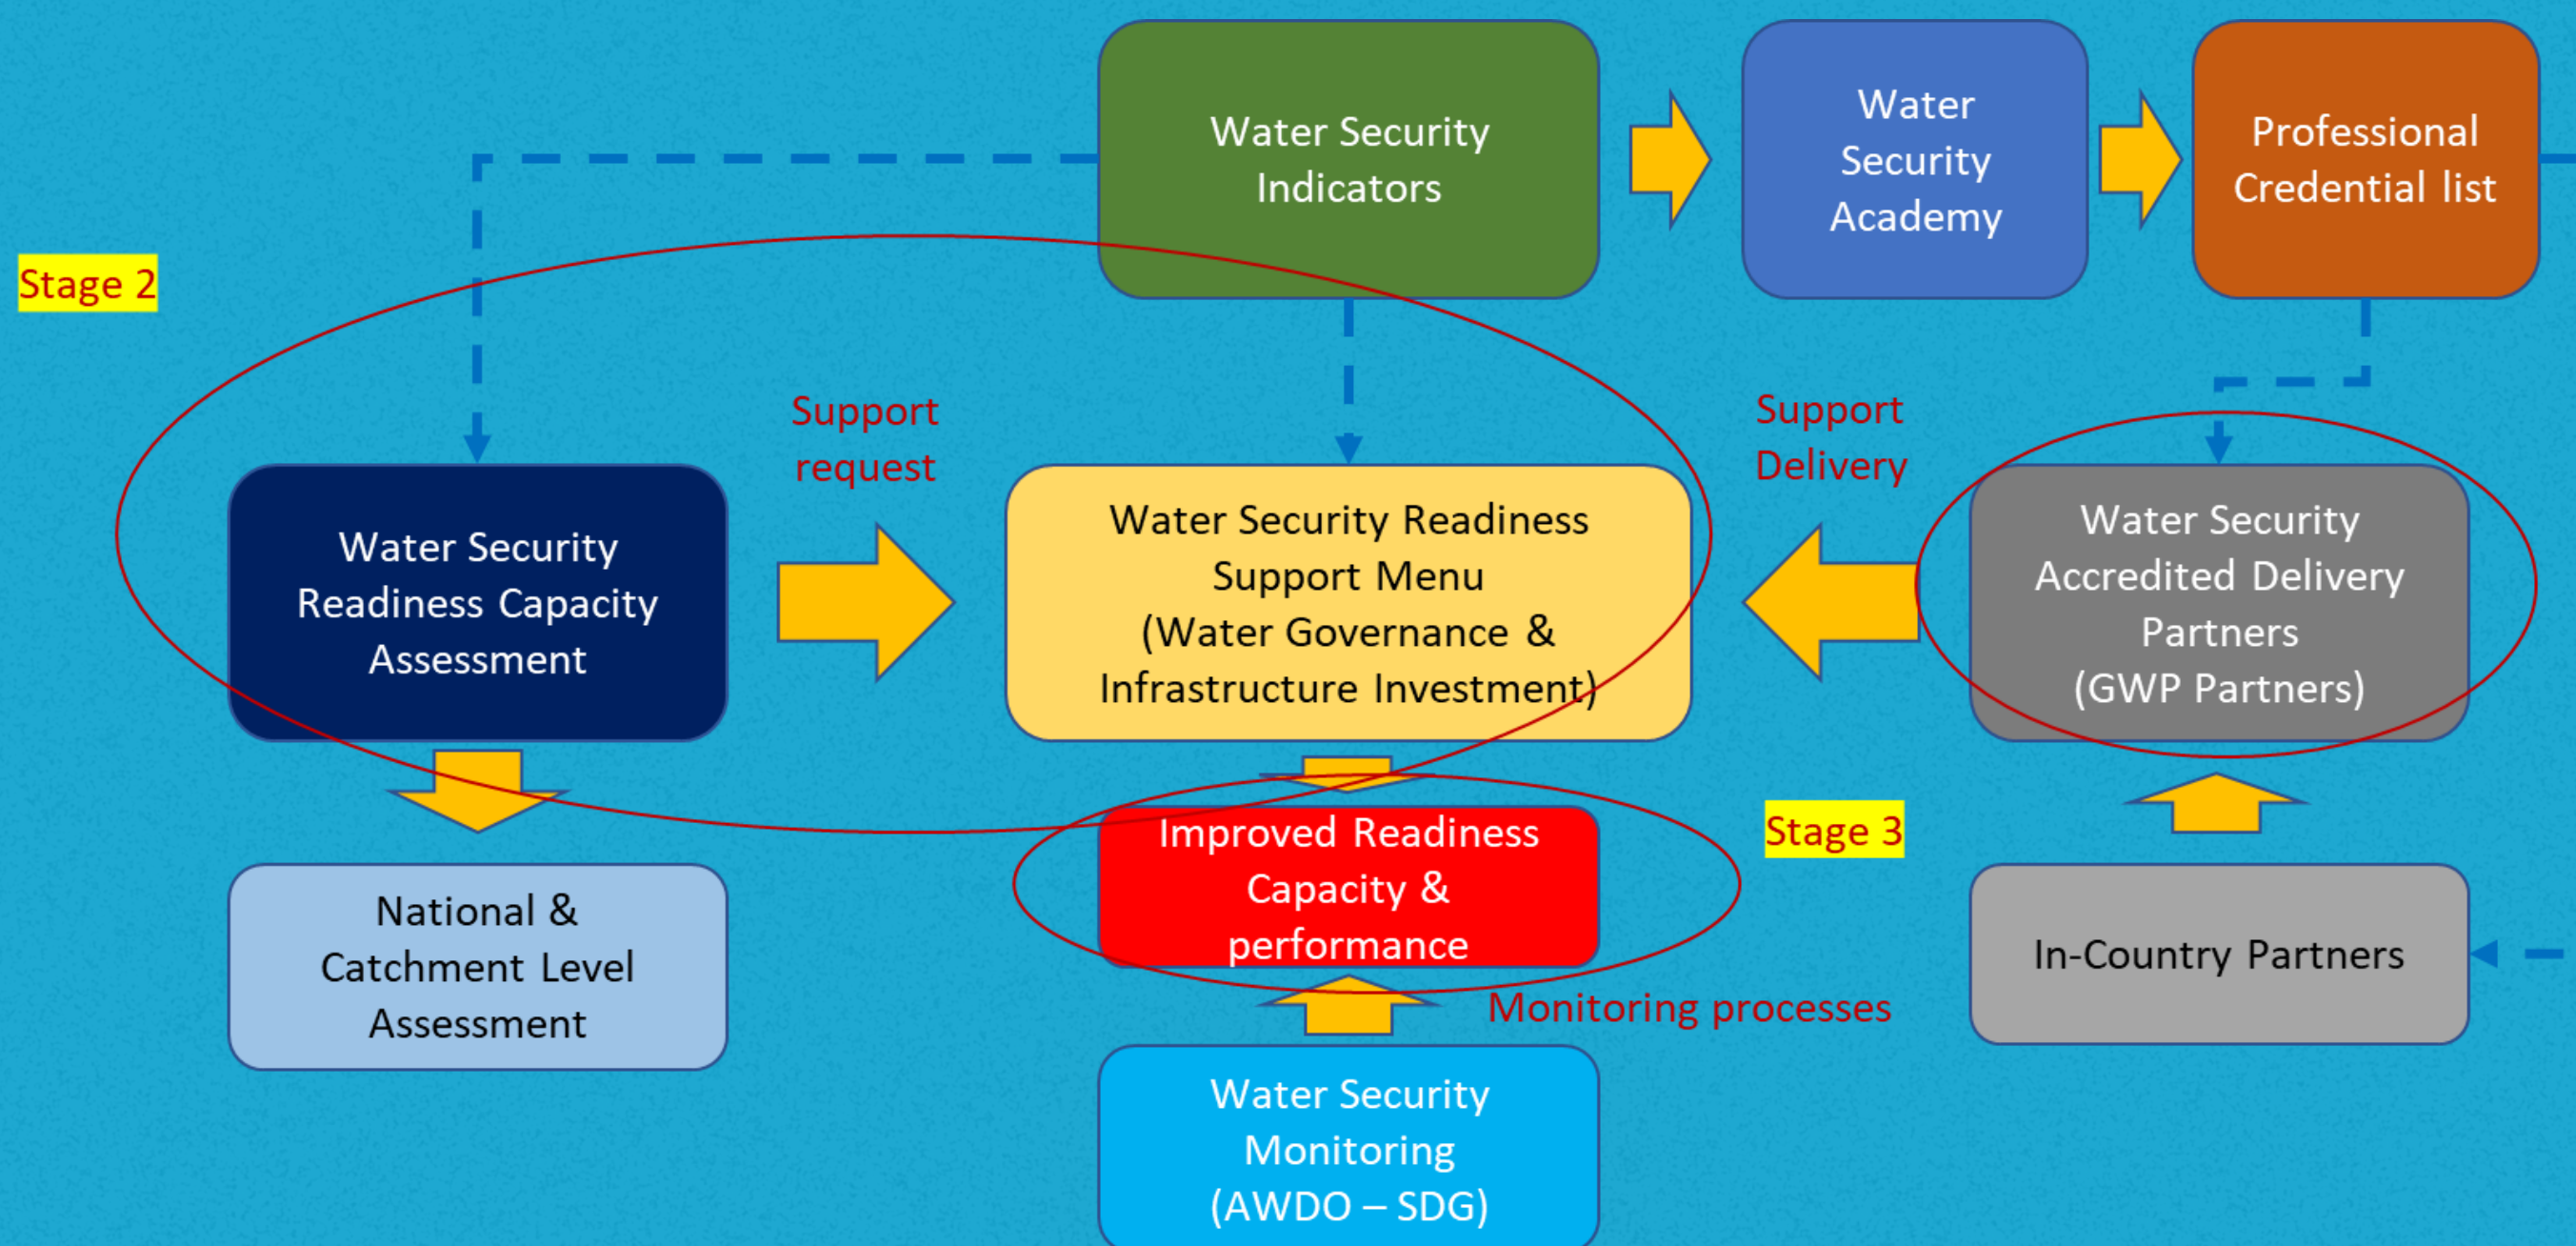 Water Security
Indicators
Water
Security
Academy
Professional
Credential list
Stage 2
Support
request
Support
Delivery
Water Security
Readiness Capacity
Assessment
Water Security Readiness
Support Menu
(Water Governance &
Infrastructure Investment)
Water Security
Accredited Delivery
Partners
(GWP Partners)
Improved Readiness
Capacity &
performance
Stage 3
National &
Catchment Level
Assessment
In-Country Partners
Monitoring processes
Water Security
Monitoring
(AWDO – SDG)